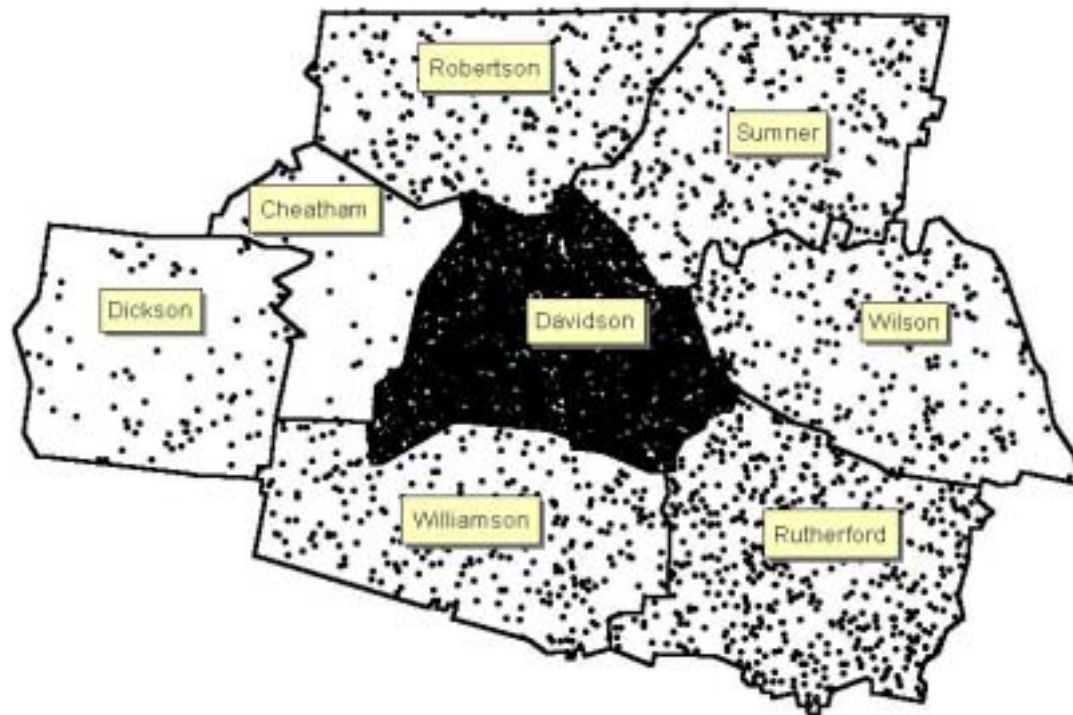 Robertson
Sumner
Cheatham
Dickson
Davidson
Wilson
Williamson
Rutherford